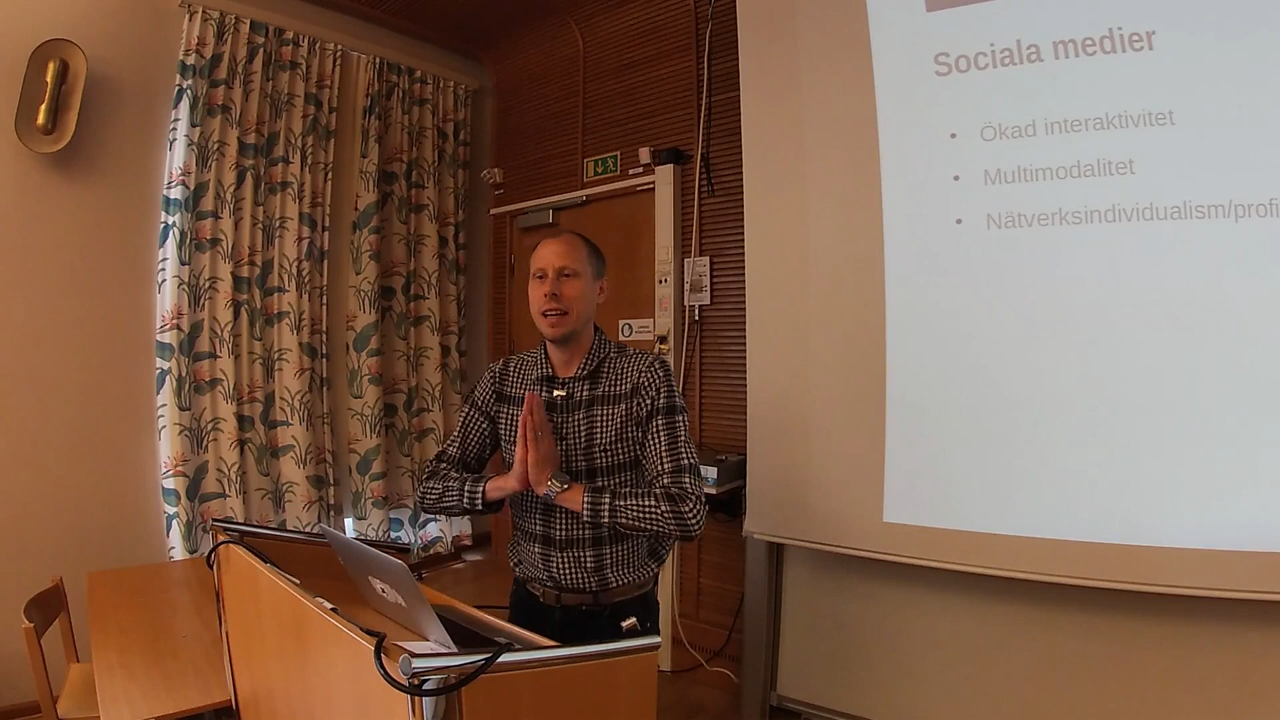 Sociala medier
• Ökad interaktivitet
• Multimodalitet
• Nätverksindividualism/profi